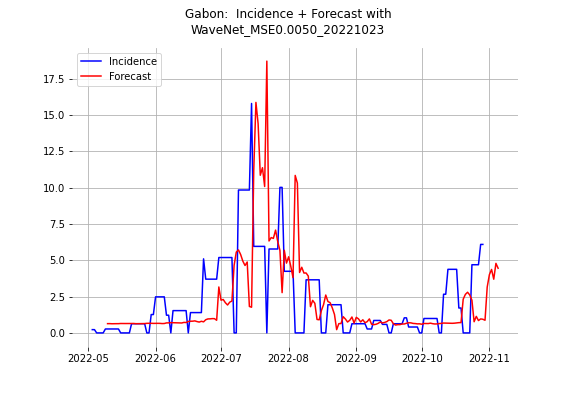 Gabon:  Incidence + Forecast with
WaveNet_MSE0.0050_20221023
Incidence
Forecast
17.5
15.0
12.5
10.0
7.5
5.0
2.5
0.0
2022-05 2022-06 2022-07 2022-08 2022-09 2022-10 2022-11